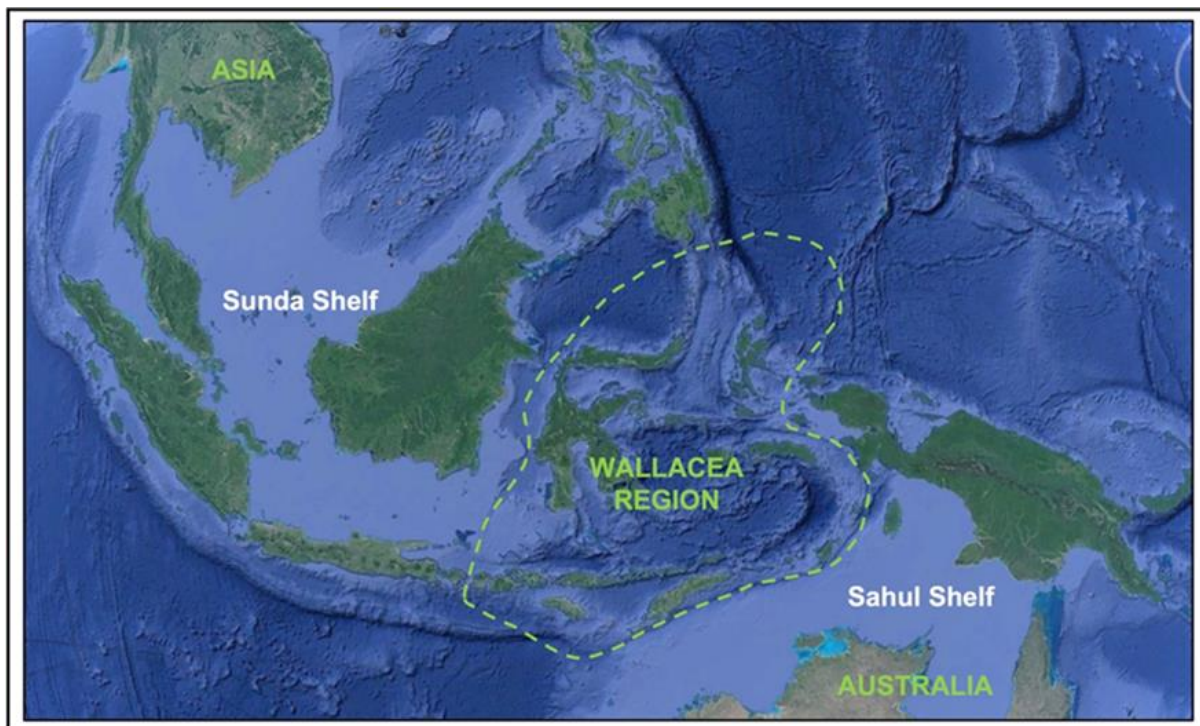 ASIA
Sunda Shelf
WALLACEA
REGION
Sahul Shelf
AUSTRALIA